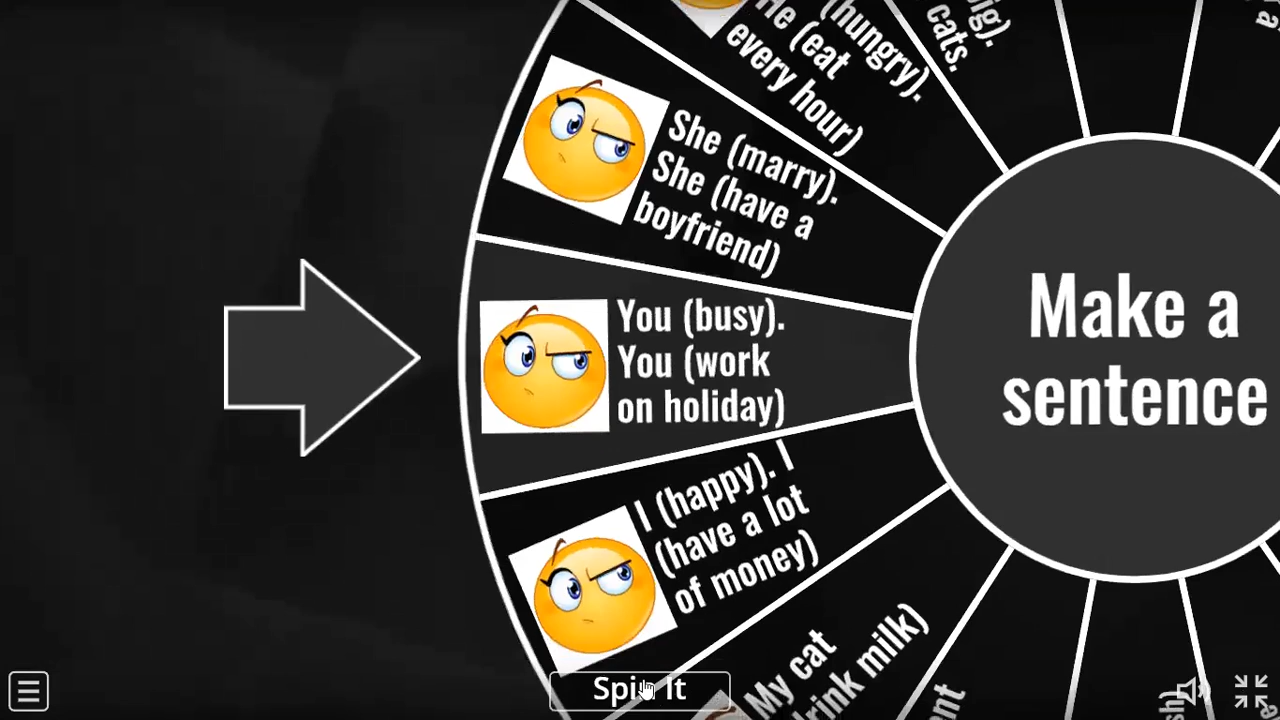 (hungry).
He (eat
every hour)
cats.
She (marry).
She (have a
boyfriend)
You (busy).
You (work
on holiday)
I (happy). I
(have a lot
of money)
My cat
milk)
Make a
sentence
Spin It